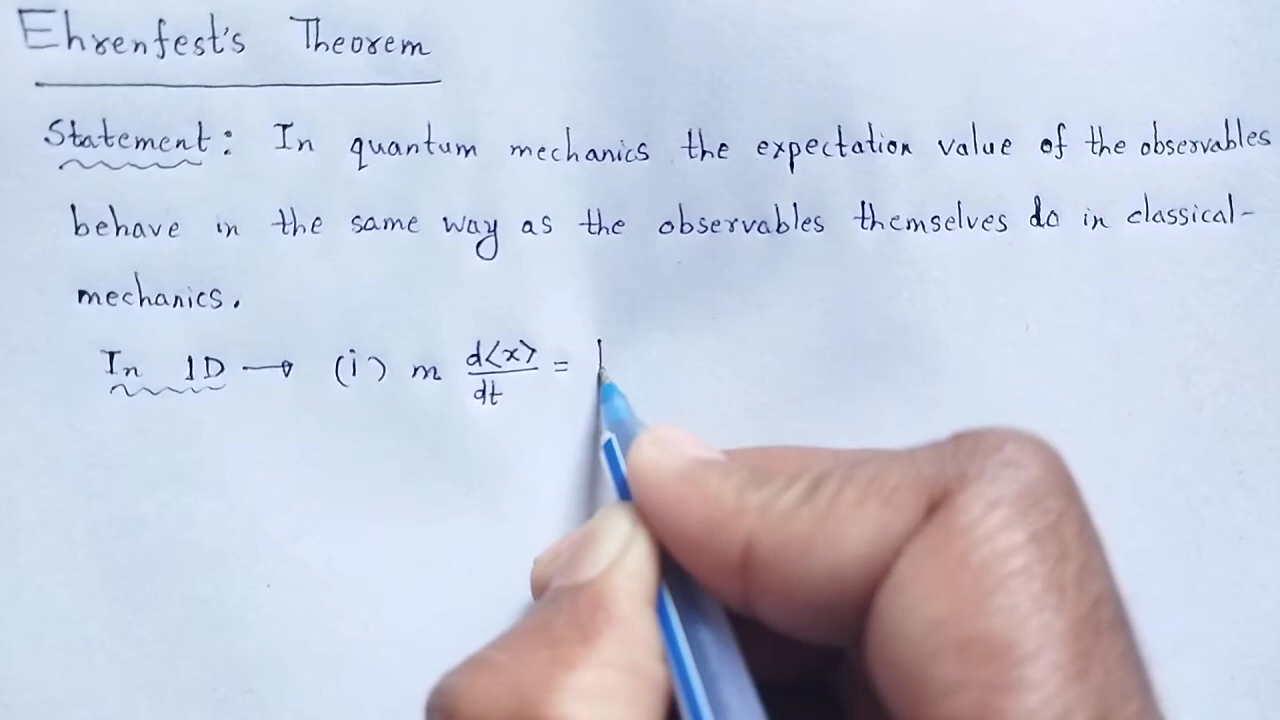 Ehrenfest's Theorem
Statement: In quantum mechanics the expectation value of the observables
behave in the same way as the observables themselves do in classical-
mechanics.
In 1D → (i) m d<x>/dt =